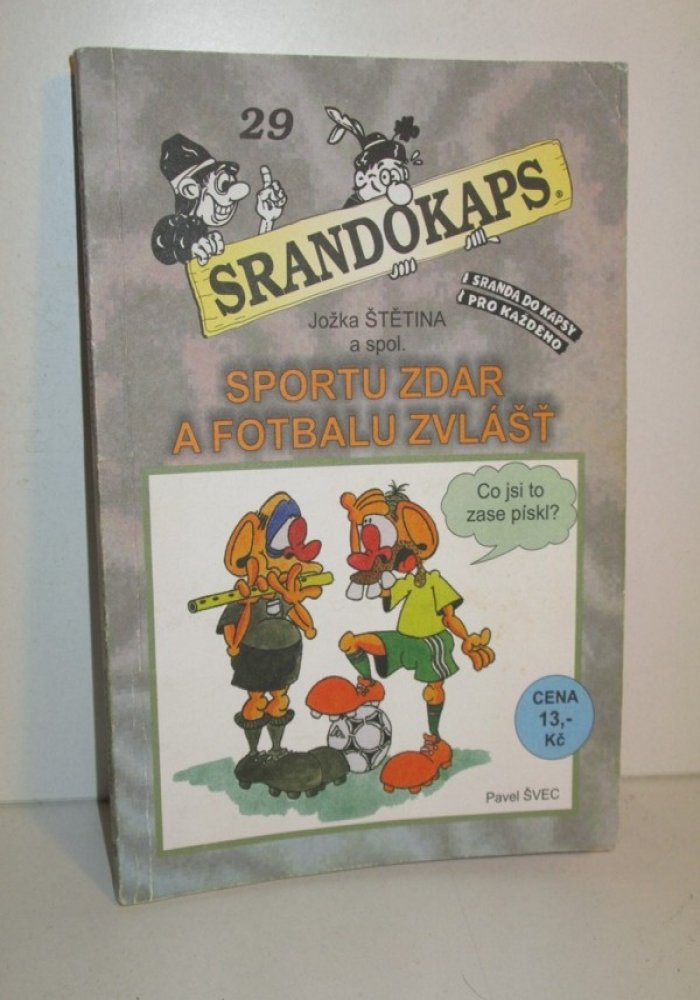 29
SRANDOKAPS®
! SRANDA DO KAPSY
! PRO KAŽDÉHO
Jožka ŠTĚTINA
a spol.
SPORTU ZDAR
A FOTBALU ZVLÁŠŤ
Co jsi to
zase pískl?
CENA
13,-
Kč
Pavel ŠVEC